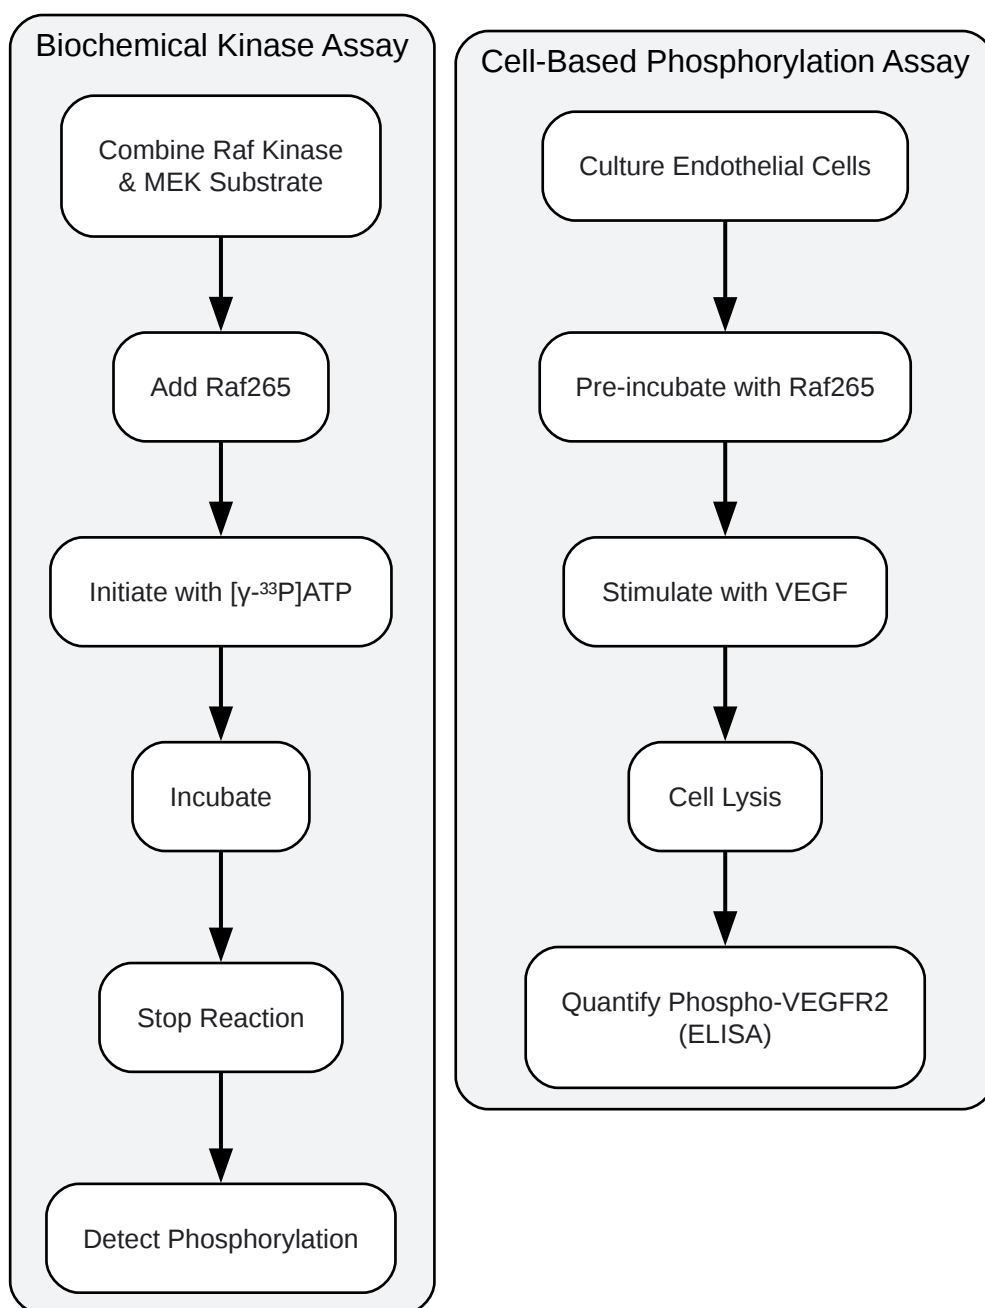 Biochemical Kinase Assay
Combine Raf Kinase
& MEK Substrate
Add Raf265
Initiate with [γ-³³P]ATP
Incubate
Stop Reaction
Detect Phosphorylation
Cell-Based Phosphorylation Assay
Culture Endothelial Cells
Pre-incubate with Raf265
Stimulate with VEGF
Cell Lysis
Quantify Phospho-VEGFR2
(ELISA)